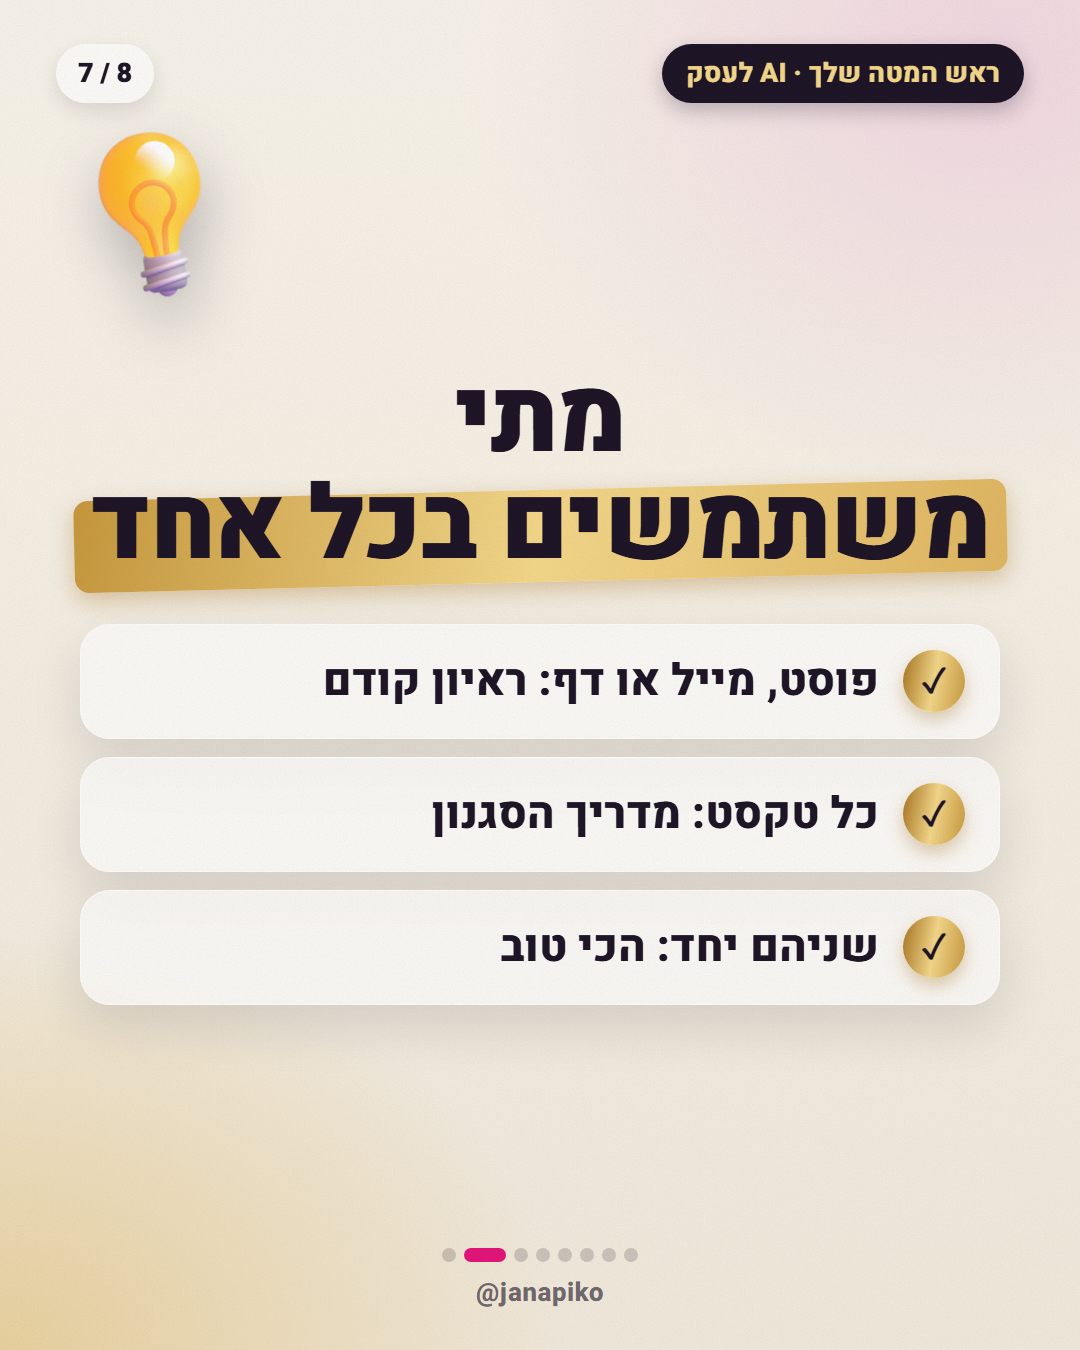 ראש המטה שלך · AI לעסק
7 / 8
מתי
משתמשים בכל אחד
פוסט, מייל או דף: ראיון קודם
כל טקסט: מדריך הסגנון
שניהם יחד: הכי טוב
@janapiko